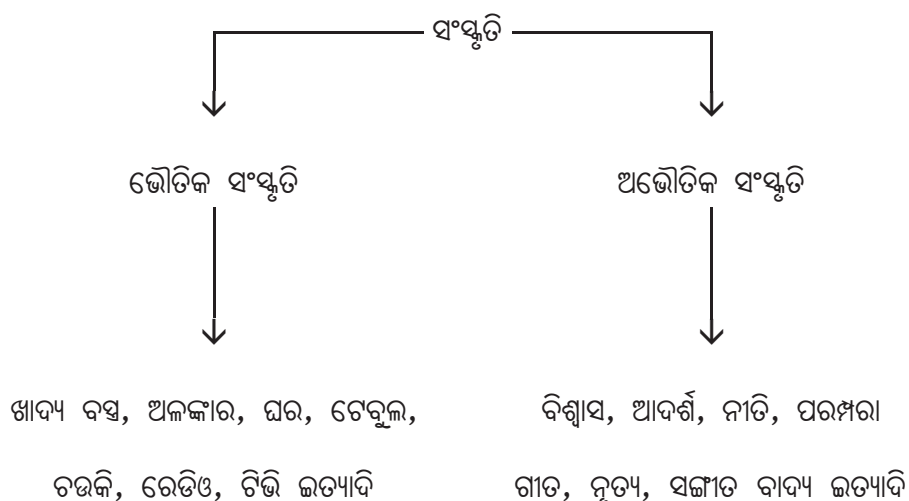 ସଂସ୍କୃତି
ଭୌତିକ ସଂସ୍କୃତି
ଅଭୌତିକ ସଂସ୍କୃତି
ଖାଦ୍ୟ ବସ୍ତ୍ର, ଅଳଙ୍କାର, ଘର, ଟେବୁଲ,
ଚଉକି, ରେଡିଓ, ଟିଭି ଇତ୍ୟାଦି
ବିଶ୍ୱାସ, ଆଦର୍ଶ, ନୀତି, ପରମ୍ପରା
ଗୀତ, ନୃତ୍ୟ, ସଙ୍ଗୀତ ବାଦ୍ୟ ଇତ୍ୟାଦି